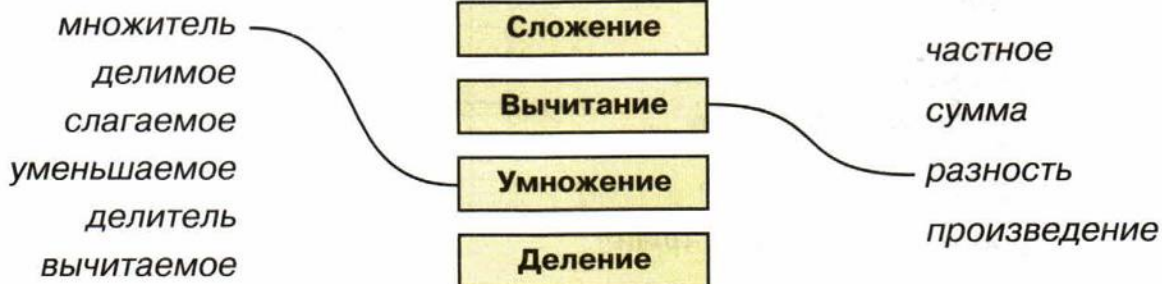 множитель
делимое
слагаемое
уменьшаемое
делитель
вычитаемое
Сложение
Вычитание
Умножение
Деление
частное
сумма
разность
произведение